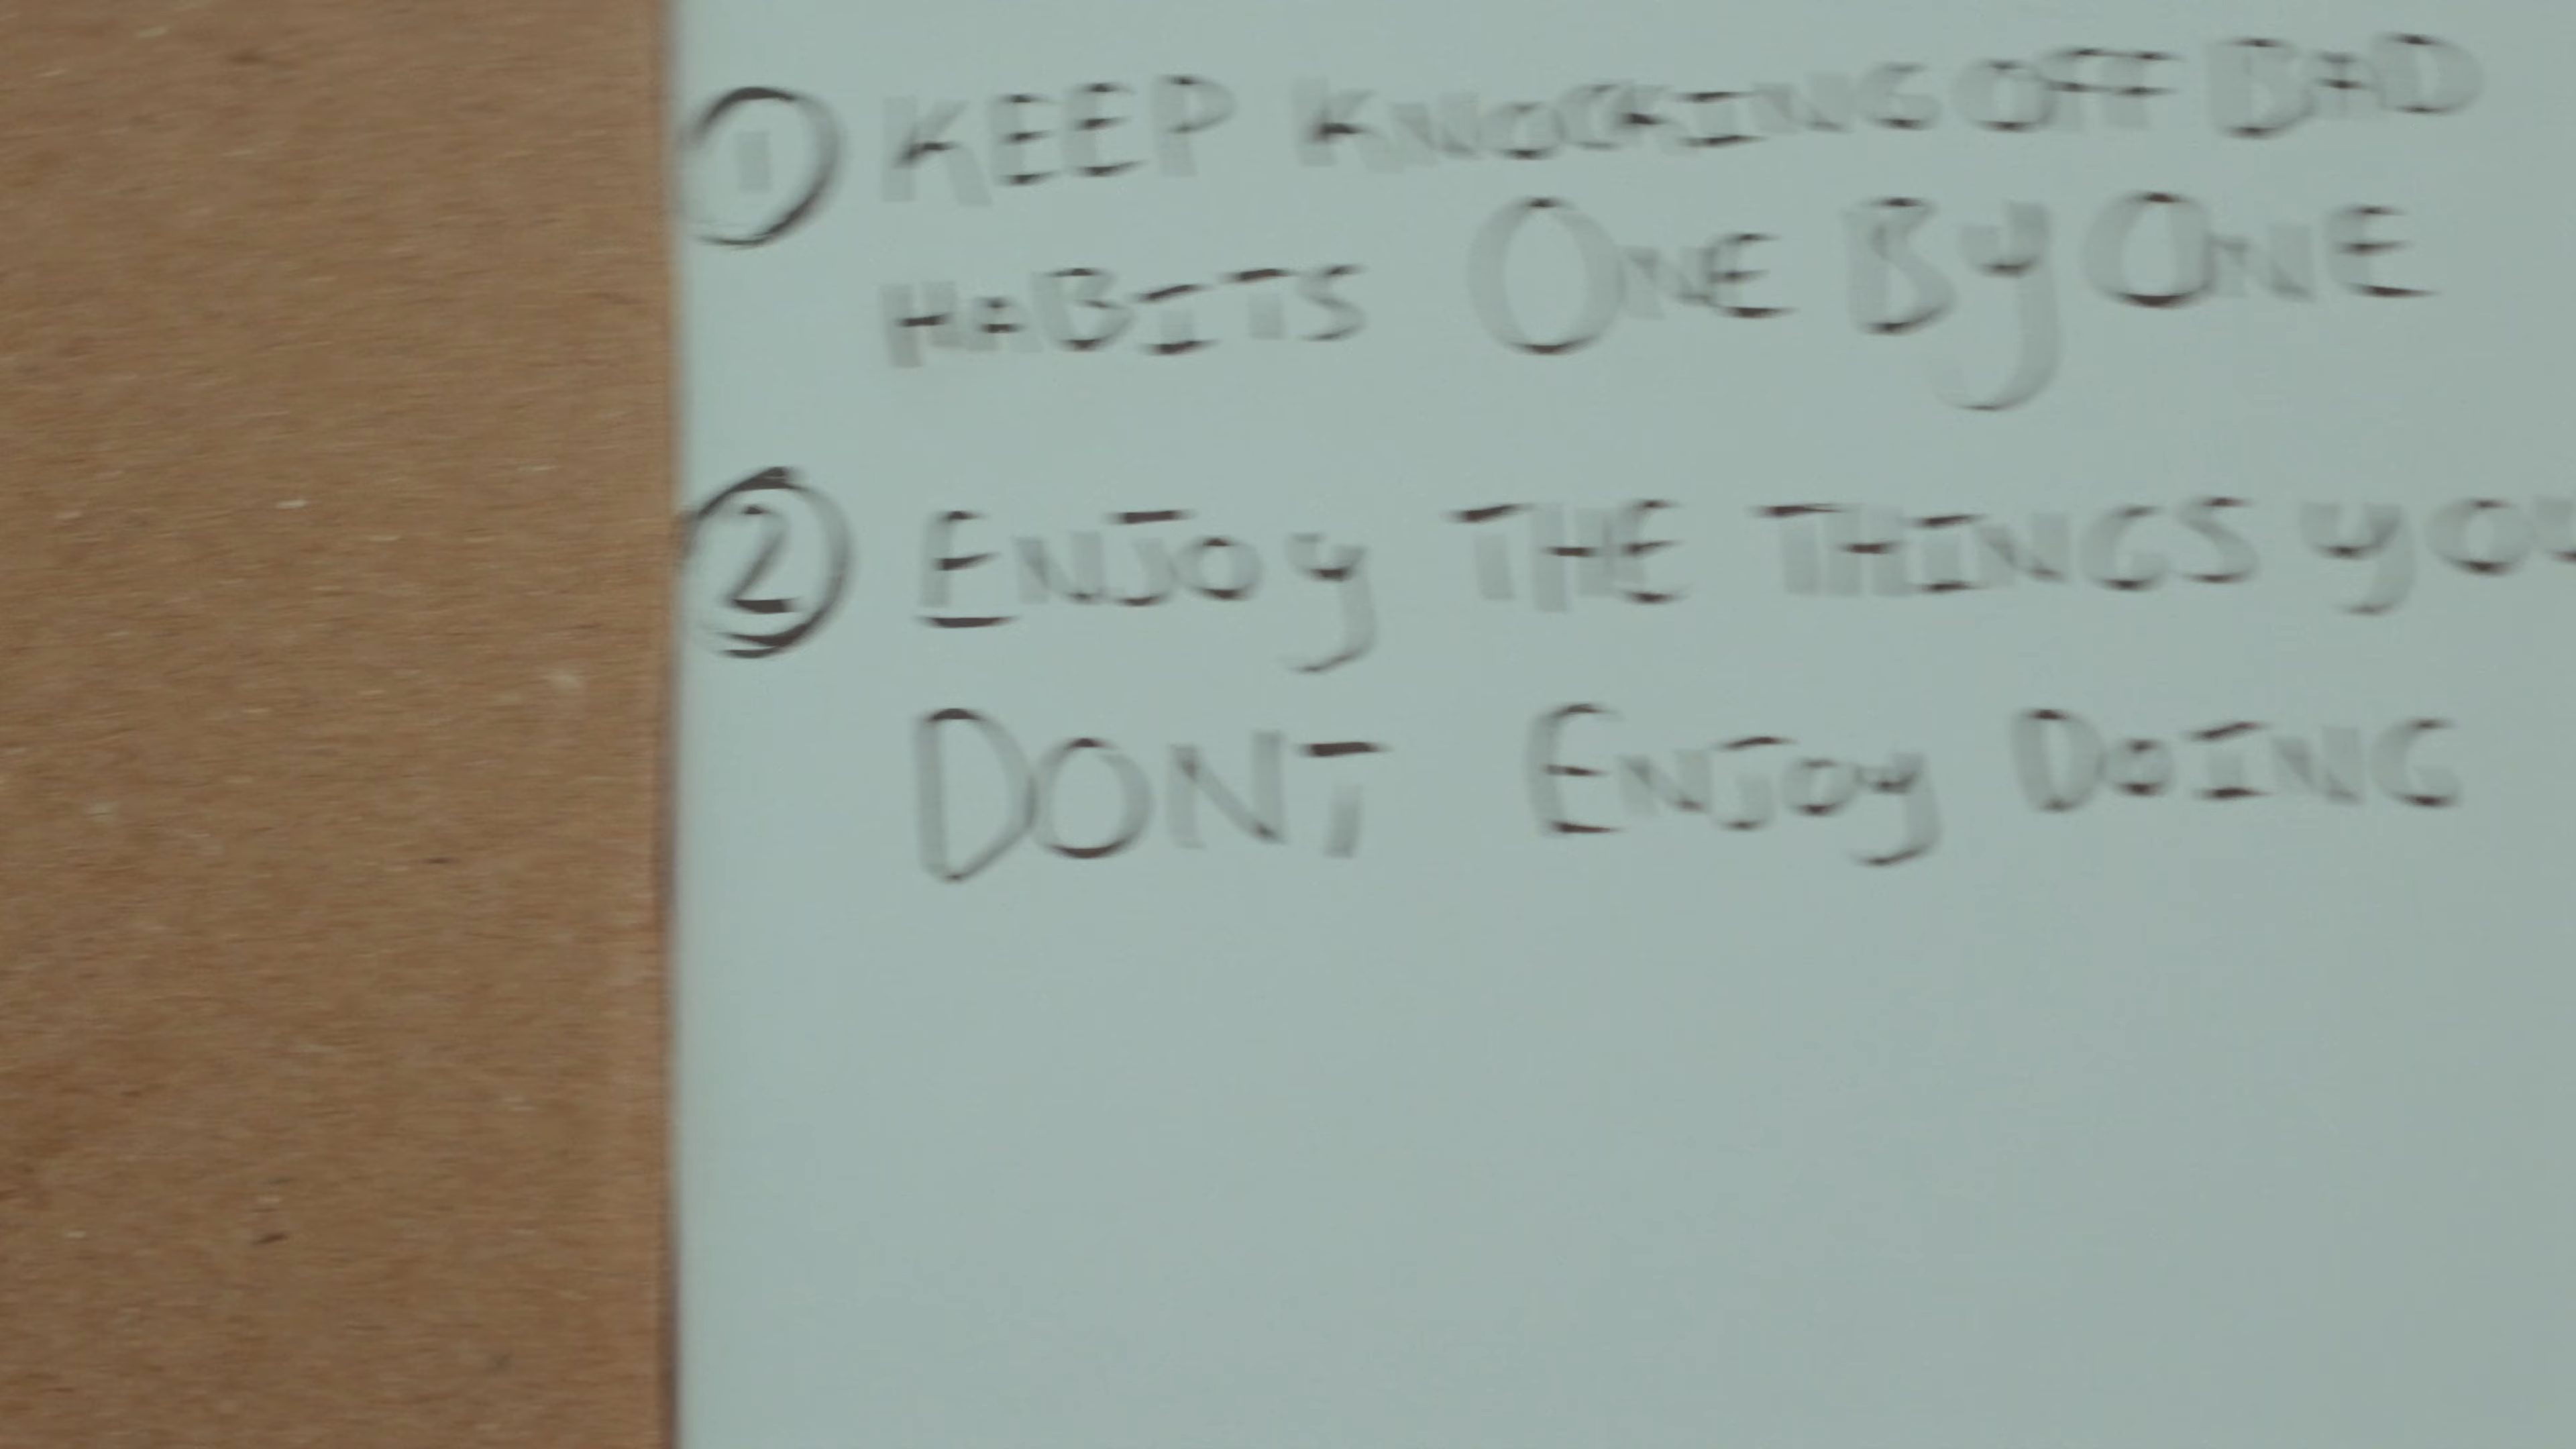 ① KEEP KNOCKING OFF BAD
HABITS ONE By ONE
② ENJOy THE THINGS yOU
DONT ENJOy DOING